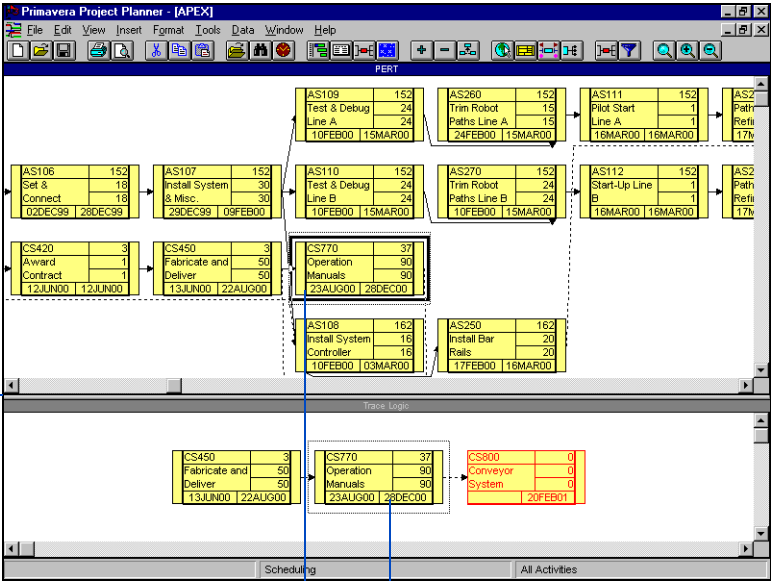 Primavera Project Planner - [APEX]
File Edit View Insert Format Tools Data Window Help
PERT
AS109 152
Test & Debug 24
Line A 24
10FEB00 15MAR00
AS260 152
Trim Robot 15
Paths Line A 15
24FEB00 15MAR00
AS111 152
Pilot Start 1
Line A 1
16MAR00 16MAR00
AS2
Path
Refi
17M
AS106 152
Set & 18
Connect 18
02DEC99 28DEC99
AS107 152
Install System 30
& Misc. 30
29DEC99 09FEB00
AS110 152
Test & Debug 24
Line B 24
10FEB00 15MAR00
AS270 152
Trim Robot 24
Paths Line B 24
10FEB00 15MAR00
AS112 152
Start-Up Line 1
B 1
16MAR00 16MAR00
AS2
Path
Refi
17M
CS420 3
Award 1
Contract 1
12JUN00 12JUN00
CS450 3
Fabricate and 50
Deliver 50
13JUN00 22AUG00
CS770 37
Operation 90
Manuals 90
23AUG00 28DEC00
AS108 162
Install System 16
Controller 16
10FEB00 03MAR00
AS250 162
Install Bar 20
Rails 20
17FEB00 16MAR00
Trace Logic
CS450 3
Fabricate and 50
Deliver 50
13JUN00 22AUG00
CS770 37
Operation 90
Manuals 90
23AUG00 28DEC00
CS800 0
Conveyor 0
System 0
20FEB01
Scheduling All Activities